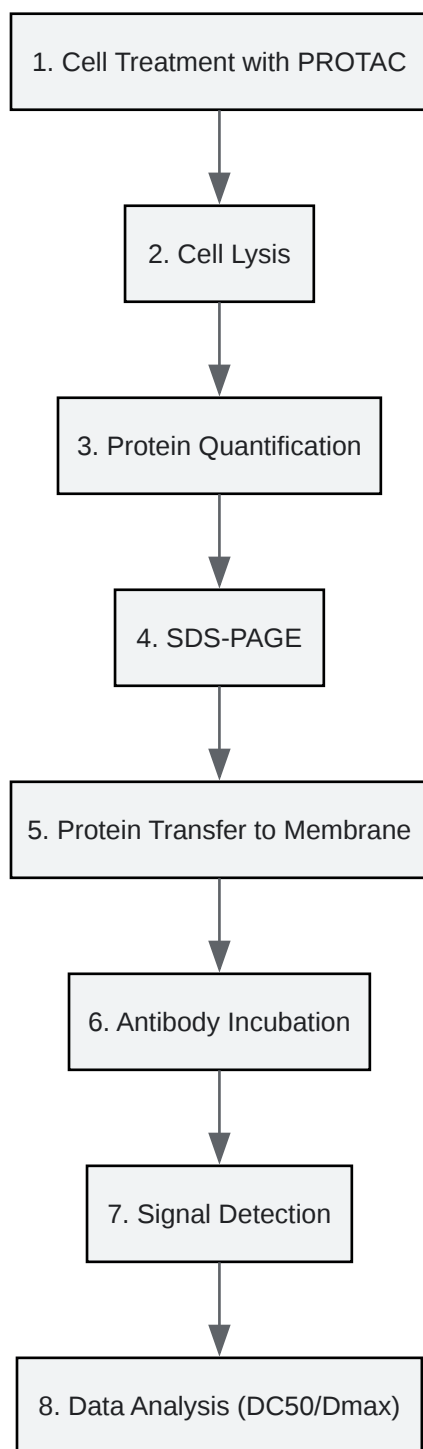 1. Cell Treatment with PROTAC
2. Cell Lysis
3. Protein Quantification
4. SDS-PAGE
5. Protein Transfer to Membrane
6. Antibody Incubation
7. Signal Detection
8. Data Analysis (DC50/Dmax)